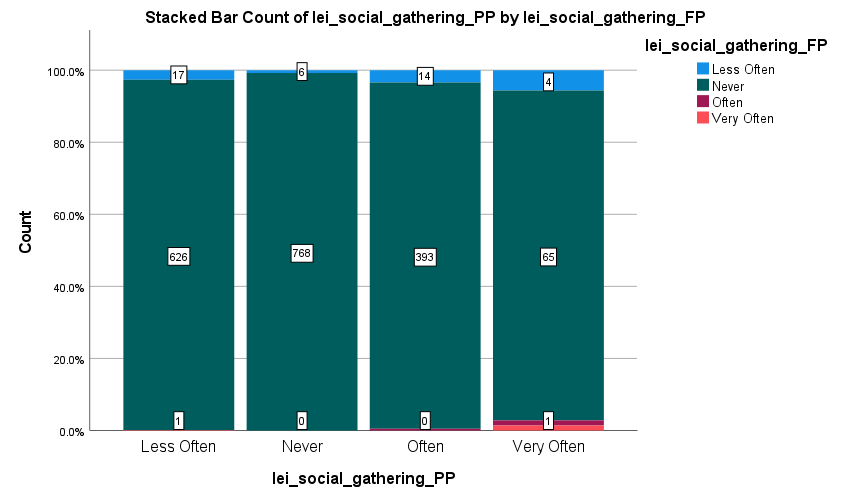 Stacked Bar Count of lei_social_gathering_PP by lei_social_gathering_FP
lei_social_gathering_FP
Less Often
Never
Often
Very Often
Count
100.0%
80.0%
60.0%
40.0%
20.0%
0.0%
17
6
14
4
626
768
393
65
1
0
0
1
Less Often
Never
Often
Very Often
lei_social_gathering_PP